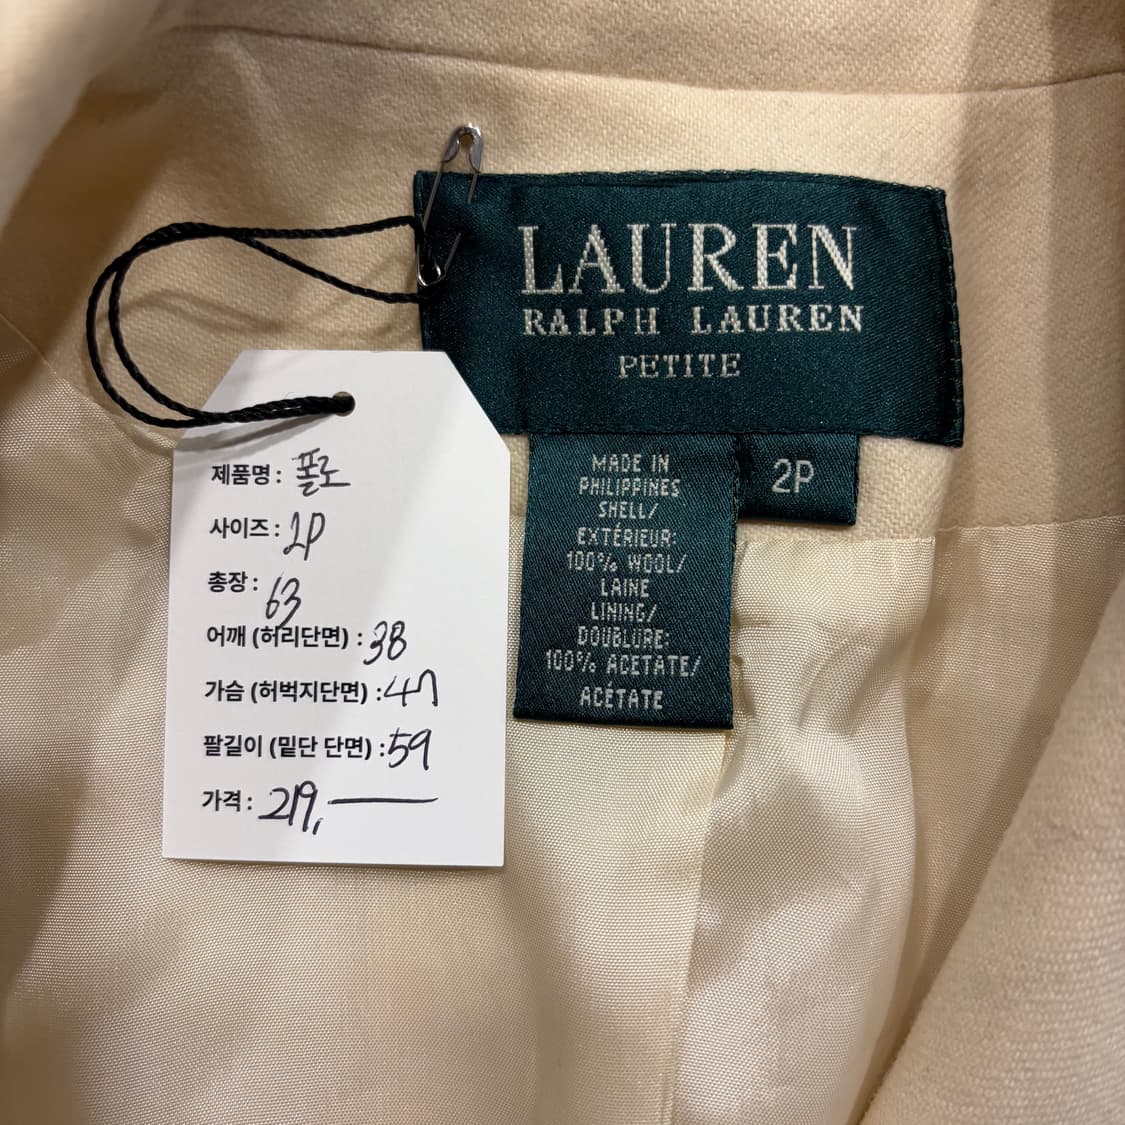 LAUREN
RALPH LAUREN
PETITE
MADE IN
PHILIPPINES
SHELL/
EXTÉRIEUR:
100% WOOL/
LAINE
LINING/
DOUBLURE:
100% ACETATE/
ACÉTATE
2P
제품명 : 폴로
사이즈 : 2P
총장 : 63
어깨 (허리단면) : 38
가슴 (허벅지단면) : 47
팔길이 (밑단 단면) : 59
가격 : 219,—